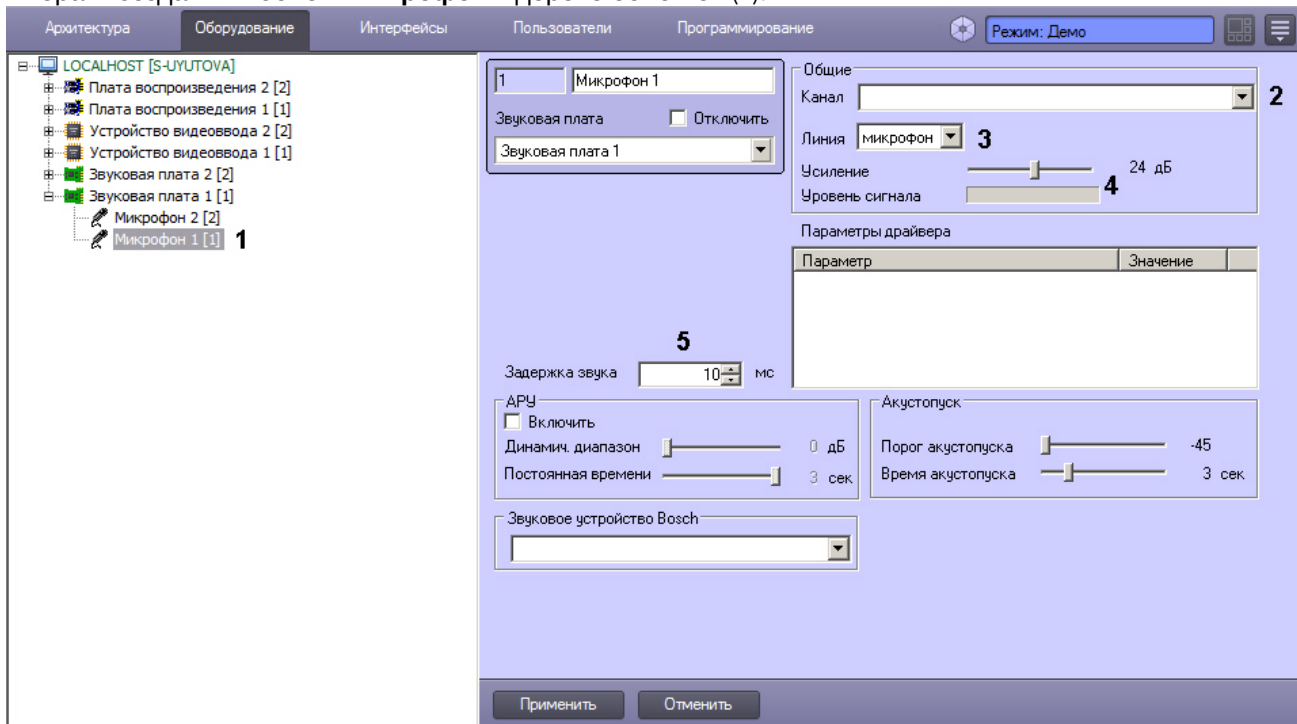 Архитектура Оборудование Интерфейсы Пользователи Программирование Режим: Демо
LOCALHOST [S-UYUTOVA]
Плата воспроизведения 2 [2]
Плата воспроизведения 1 [1]
Устройство видеоввода 2 [2]
Устройство видеоввода 1 [1]
Звуковая плата 2 [2]
Звуковая плата 1 [1]
Микрофон 2 [2]
Микрофон 1 [1] 1
1 Микрофон 1
Звуковая плата Отключить
Звуковая плата 1
Общие
Канал 2
Линия микрофон 3
Усиление 24 дБ
Уровень сигнала 4
Параметры драйвера
Параметр Значение
5
Задержка звука 10 мс
АРУ
Включить
Динамич. диапазон 0 дБ
Постоянная времени 3 сек
Акустопуск
Порог акустопуска -45
Время акустопуска 3 сек
Звуковое устройство Bosch
Применить Отменить